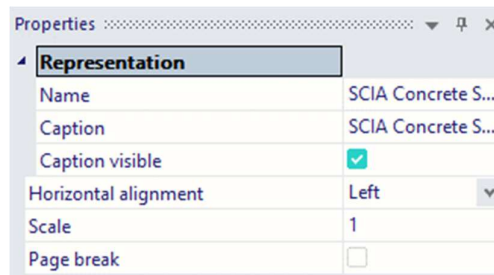 Properties
Representation
Name SCIA Concrete S...
Caption SCIA Concrete S...
Caption visible
Horizontal alignment Left
Scale 1
Page break